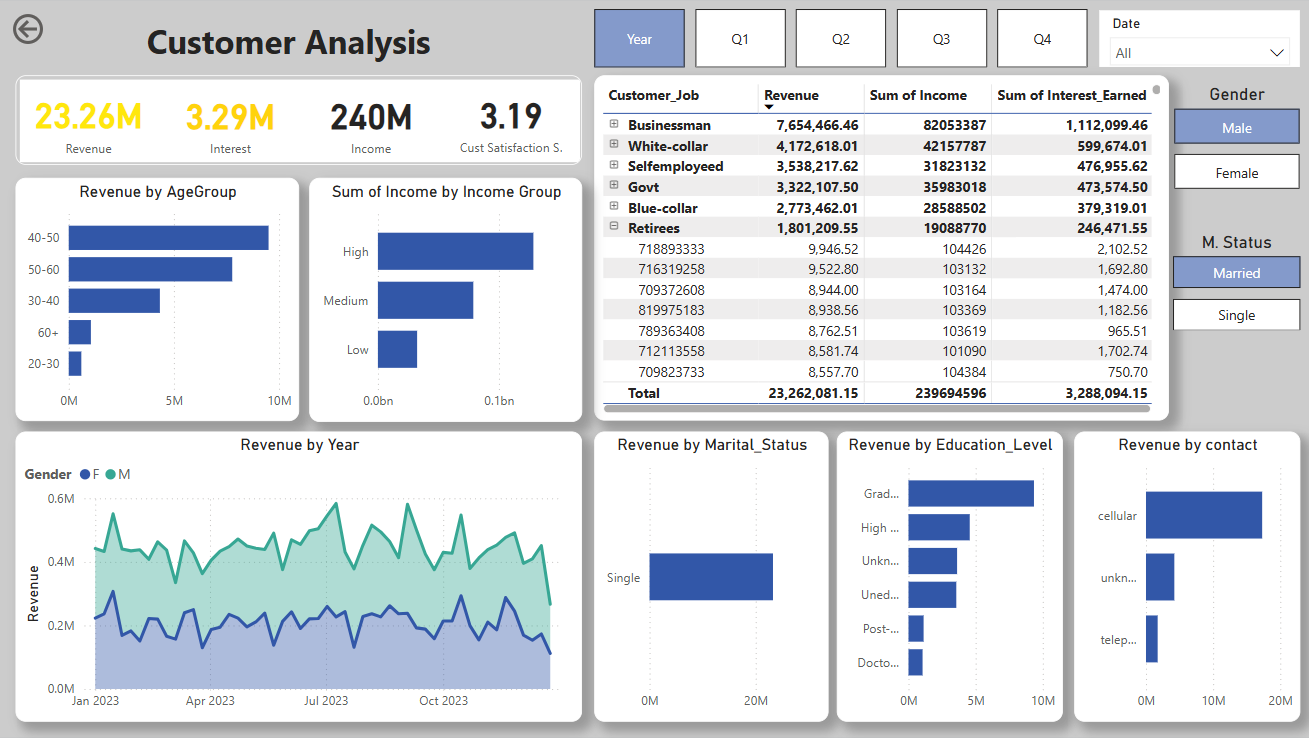 Customer Analysis
Year
Q1
Q2
Q3
Q4
Date
All
23.26M
Revenue
3.29M
Interest
240M
Income
3.19
Cust Satisfaction S.
Customer_Job Revenue Sum of Income Sum of Interest_Earned
Businessman 7,654,466.46 82053387 1,112,099.46
White-collar 4,172,618.01 42157787 599,674.01
Selfemployeed 3,538,217.62 31823132 476,955.62
Govt 3,322,107.50 35983018 473,574.50
Blue-collar 2,773,462.01 28588502 379,319.01
Retirees 1,801,209.55 19088770 246,471.55
718893333 9,946.52 104426 2,102.52
716319258 9,522.80 103132 1,692.80
709372608 8,944.00 103164 1,474.00
819975183 8,938.56 103369 1,182.56
789363408 8,762.51 103619 965.51
712113558 8,581.74 101090 1,702.74
709823733 8,557.70 104384 750.70
Total 23,262,081.15 239694596 3,288,094.15
Gender
Male
Female
M. Status
Married
Single
Revenue by AgeGroup
40-50
50-60
30-40
60+
20-30
0M 5M 10M
Sum of Income by Income Group
High
Medium
Low
0.0bn 0.1bn
Revenue by Year
Gender F M
Revenue
0.6M
0.4M
0.2M
0.0M
Jan 2023 Apr 2023 Jul 2023 Oct 2023
Revenue by Marital_Status
Single
0M 20M
Revenue by Education_Level
Grad...
High ...
Unkn...
Uned...
Post-...
Docto...
0M 5M 10M
Revenue by contact
cellular
unkn...
telep...
0M 10M 20M